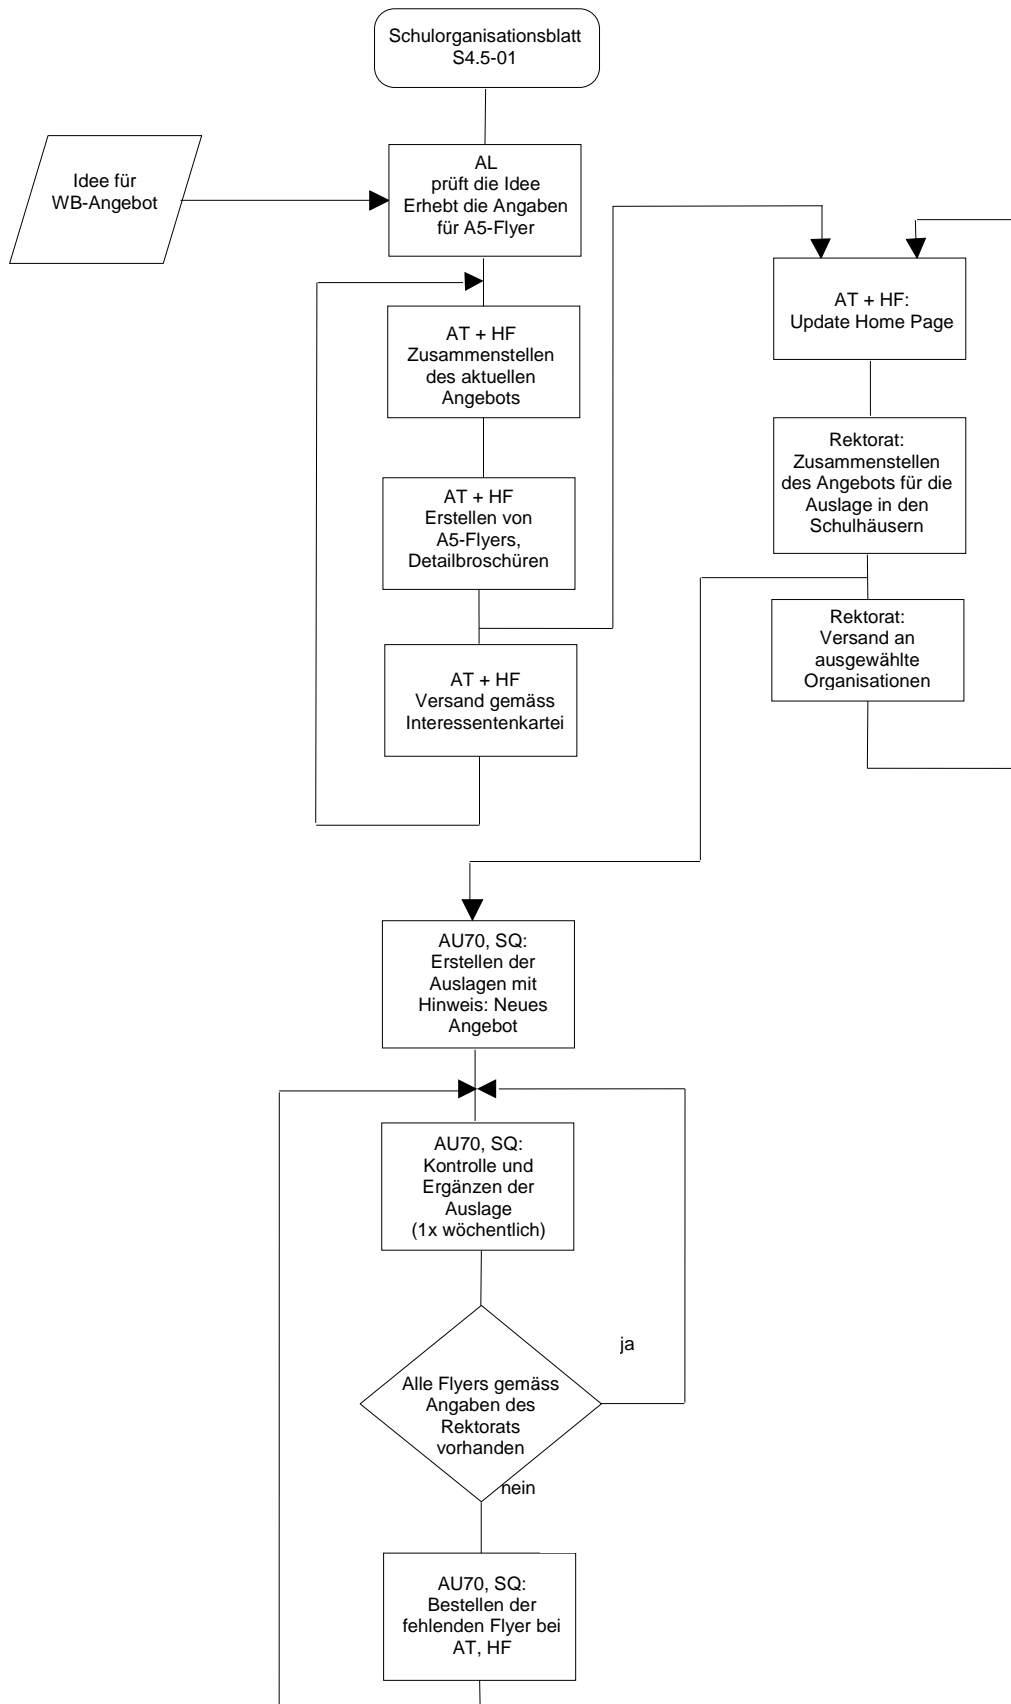 Schulorganisationsblatt
S4.5-01
Idee für
WB-Angebot
AL
prüft die Idee
Erhebt die Angaben
für A5-Flyer
AT + HF
Zusammenstellen
des aktuellen
Angebots
AT + HF
Erstellen von
A5-Flyers,
Detailbroschüren
AT + HF
Versand gemäss
Interessentenkartei
AT + HF:
Update Home Page
Rektorat:
Zusammenstellen
des Angebots für die
Auslage in den
Schulhäusern
Rektorat:
Versand an
ausgewählte
Organisationen
AU70, SQ:
Erstellen der
Auslagen mit
Hinweis: Neues
Angebot
AU70, SQ:
Kontrolle und
Ergänzen der
Auslage
(1x wöchentlich)
ja
Alle Flyers gemäss
Angaben des
Rektorats
vorhanden
nein
AU70, SQ:
Bestellen der
fehlenden Flyer bei
AT, HF